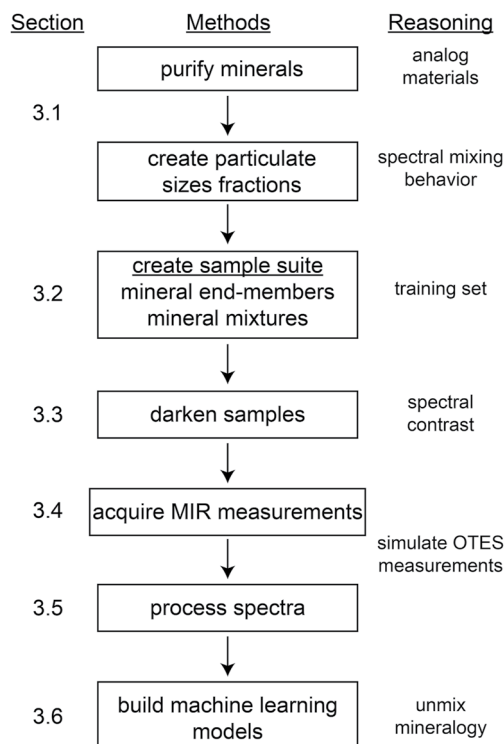 Section Methods Reasoning
purify minerals
analog
materials
3.1
create particulate
sizes fractions
spectral mixing
behavior
3.2
create sample suite
mineral end-members
mineral mixtures
training set
3.3
darken samples
spectral
contrast
3.4
acquire MIR measurements
simulate OTES
measurements
3.5
process spectra
3.6
build machine learning
models
unmix
mineralogy